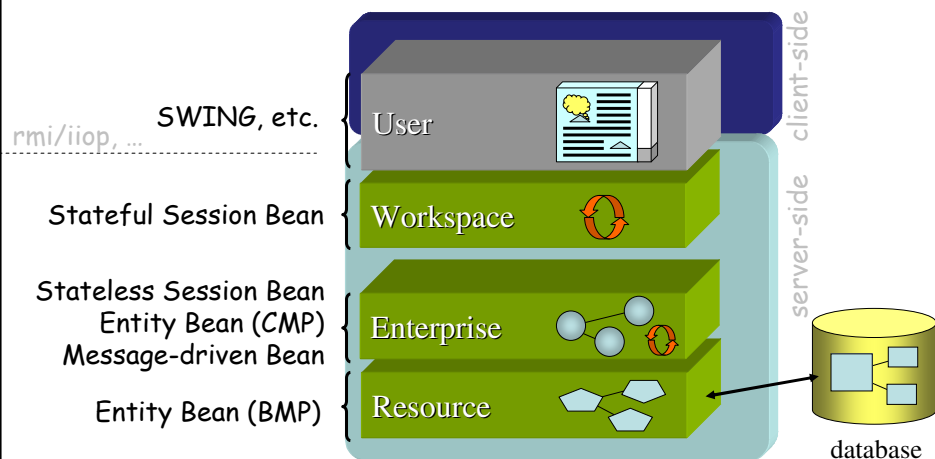 client-side
SWING, etc.
User
rmi/iiop, ...
server-side
Stateful Session Bean
Workspace
Stateless Session Bean
Entity Bean (CMP)
Message-driven Bean
Enterprise
Entity Bean (BMP)
Resource
database